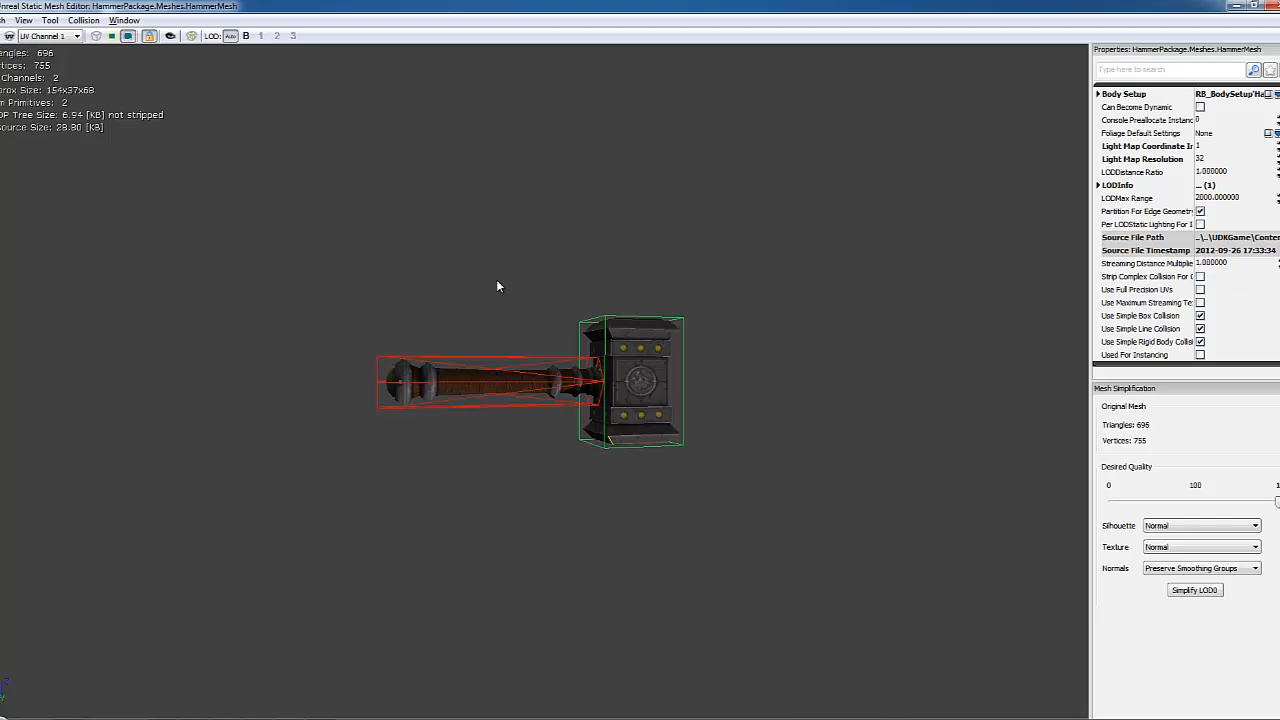 Unreal Static Mesh Editor: HammerPackage.Meshes.HammerMesh
sh View Tool Collision Window
UV Channel 1 LOD: Auto B 1 2 3
angles: 696
rtices: 755
Channels: 2
prox Size: 154x37x68
m Primitives: 2
OP Tree Size: 6.94 [KB] not stripped
ource Size: 28.80 [KB]
Properties: HammerPackage.Meshes.HammerMesh
Type here to search
Body Setup RB_BodySetup'Ha
Can Become Dynamic
Console Preallocate Instanc 0
Foliage Default Settings None
Light Map Coordinate Ir 1
Light Map Resolution 32
LODDistance Ratio 1.000000
LODInfo ... (1)
LODMax Range 2000.000000
Partition For Edge Geometr
Per LODStatic Lighting For I
Source File Path ..\..\UDKGame\Conter
Source File Timestamp 2012-09-26 17:33:34
Streaming Distance Multiplie 1.000000
Strip Complex Collision For C
Use Full Precision UVs
Use Maximum Streaming Te
Use Simple Box Collision
Use Simple Line Collision
Use Simple Rigid Body Collis
Used For Instancing
Mesh Simplification
Original Mesh
Triangles: 696
Vertices: 755
Desired Quality
0 100 1
Silhouette Normal
Texture Normal
Normals Preserve Smoothing Groups
Simplify LOD0